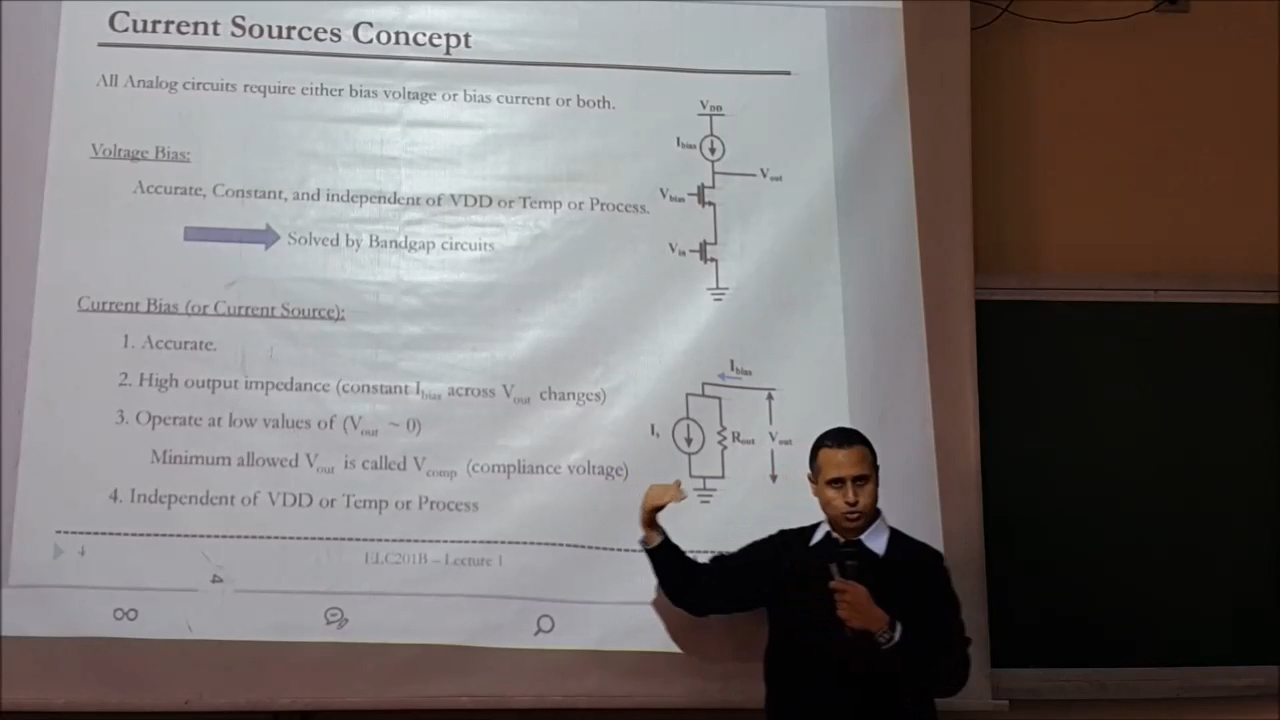 Current Sources Concept
All Analog circuits require either bias voltage or bias current or both.
Voltage Bias:
Accurate, Constant, and independent of VDD or Temp or Process.
Solved by Bandgap circuits
Current Bias (or Current Source):
1. Accurate.
2. High output impedance (constant Ibias across Vout changes)
3. Operate at low values of (Vout ~ 0)
Minimum allowed Vout is called Vcomp (compliance voltage)
4. Independent of VDD or Temp or Process
VDD
Ibias
Vout
Vbias
Vin
Ibias
Rout
Vout
4
ELC201B – Lecture 1
4